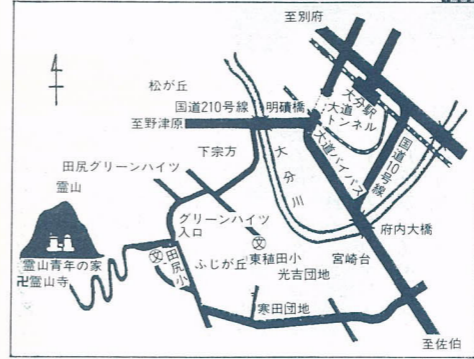 至別府
松が丘
大分駅
大道トンネル
国道210号線
明磧橋
至野津原
大道バイパス
国道10号線
下宗方
大分川
田尻グリーンハイツ
霊山
グリーンハイツ
入口
府内大橋
文
東稙田小
宮崎台
霊山青年の家
文
田尻小
ふじが丘
光吉団地
卍霊山寺
寒田団地
至佐伯